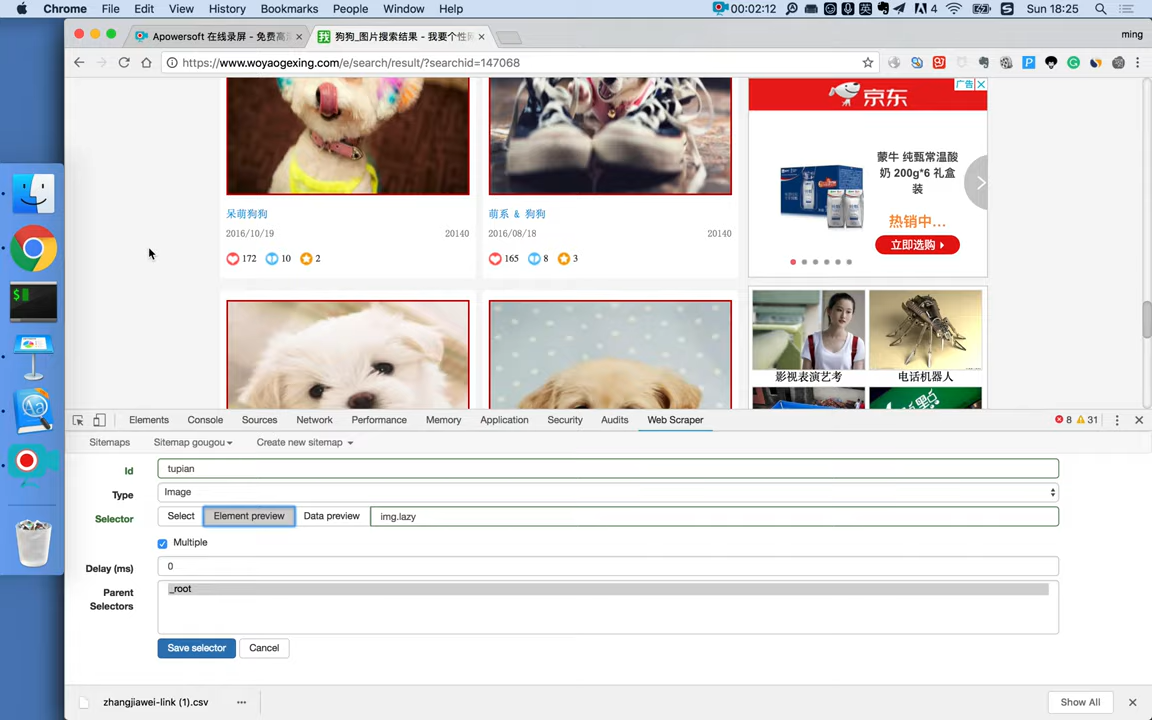 Chrome File Edit View History Bookmarks People Window Help 00:02:12 4 Sun 18:25
Apowersoft 在线录屏 - 免费高 × 狗狗_图片搜索结果 - 我要个性 × ming
https://www.woyaogexing.com/e/search/result/?searchid=147068
广告
京东
蒙牛 纯甄常温酸
奶 200g*6 礼盒
装
热销中...
立即选购
呆萌狗狗
2016/10/19 20140
172 10 2
萌系 & 狗狗
2016/08/18 20140
165 8 3
影视表演艺考 电话机器人
Elements Console Sources Network Performance Memory Application Security Audits Web Scraper 8 31
Sitemaps Sitemap gougou Create new sitemap
Id tupian
Type Image
Selector Select Element preview Data preview img.lazy
Multiple
Delay (ms) 0
Parent Selectors _root
Save selector Cancel
zhangjiawei-link (1).csv Show All